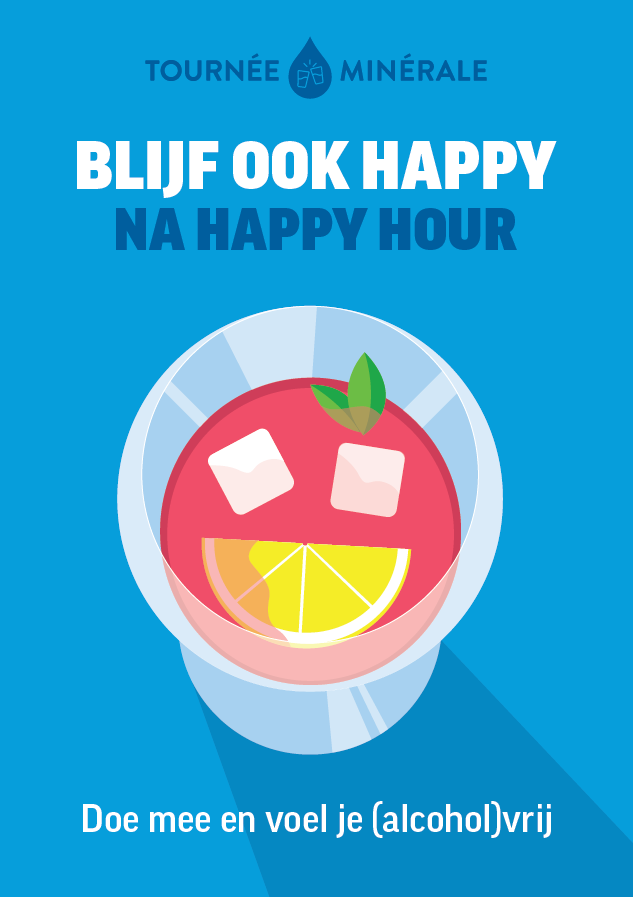 TOURNÉE MINÉRALE
BLIJF OOK HAPPY
NA HAPPY HOUR
Doe mee en voel je (alcohol)vrij